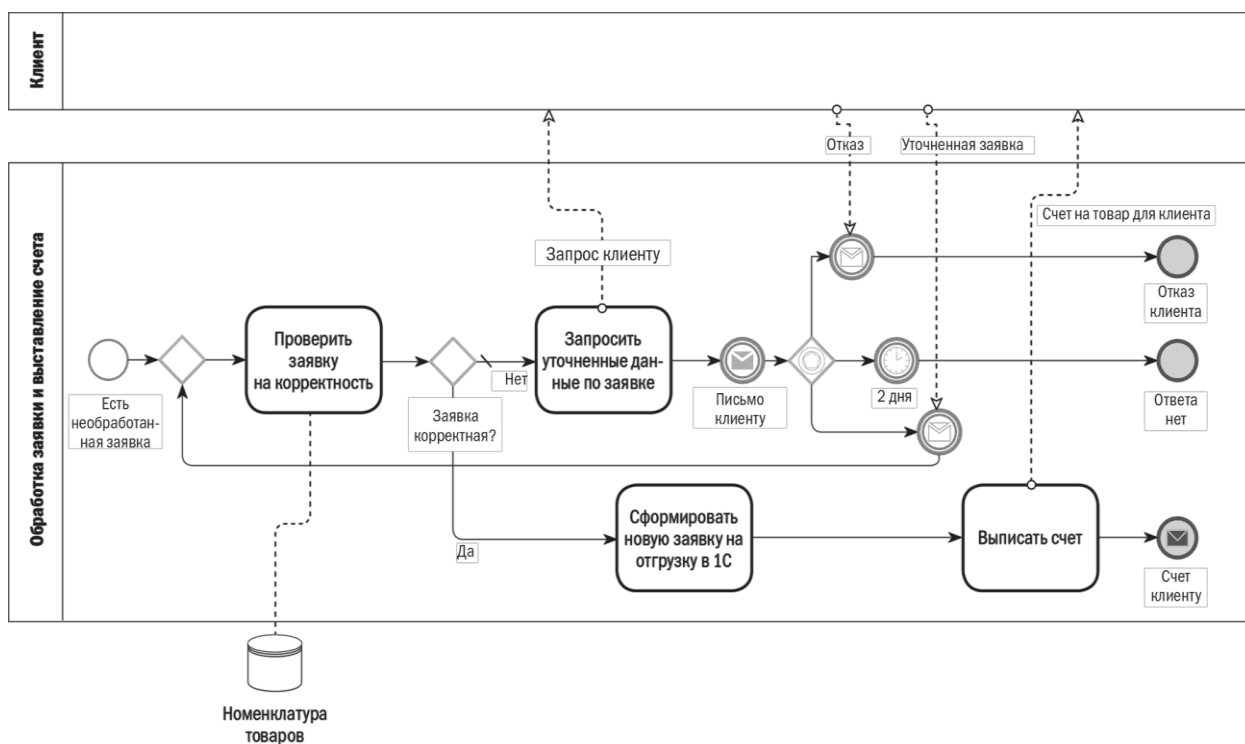 Клиент
Отказ
Уточненная заявка
Обработка заявки и выставление счета
Счет на товар для клиента
Запрос клиенту
Отказ
клиента
Проверить
заявку
на корректность
Запросить
уточненные дан-
ные по заявке
Нет
Есть
необработан-
ная заявка
Заявка
корректная?
Письмо
клиенту
2 дня
Ответа
нет
Сформировать
новую заявку на
отгрузку в 1С
Выписать счет
Да
Счет
клиенту
Номенклатура
товаров